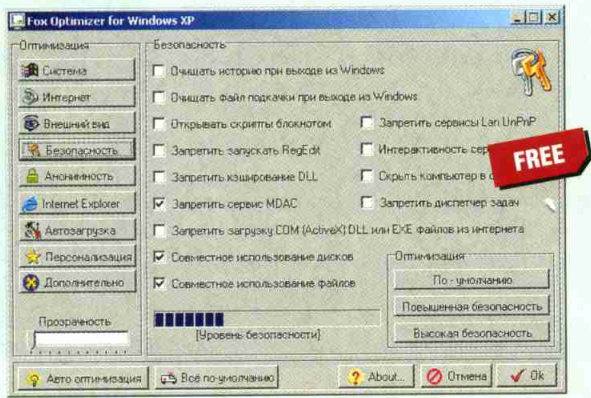 Fox Optimizer for Windows XP
Оптимизация
Система
Интернет
Внешний вид
Безопасность
Анонимность
Internet Explorer
Автозагрузка
Персонализация
Дополнительно
Прозрачность
Безопасность
Очищать историю при выходе из Windows
Очищать файл подкачки при выходе из Windows
Открывать скрипты блокнотом
Запретить сервисы Lan UnPnP
Запретить запускать RegEdit
Интерактивность
Запретить кэширование DLL
Скрыть компьютер в
Запретить сервис MDAC
Запретить диспетчер задач
Запретить загрузку COM (ActiveX) DLL или EXE файлов из интернета
Совместное использование дисков
Совместное использование файлов
[Уровень безопасности]
Оптимизация
По - умолчанию
Повышенная безопасность
Высокая безопасность
FREE
Авто оптимизация
Всё по-умолчанию
About...
Отмена
Ok